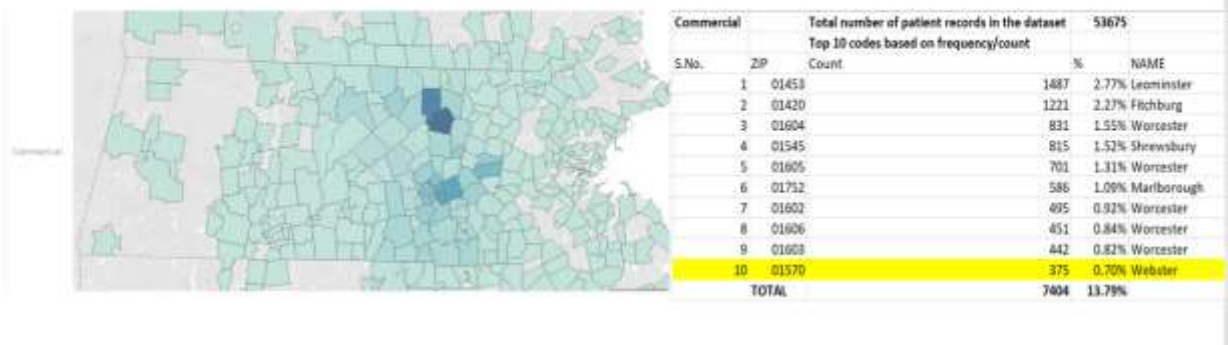 Commercial
Commercial Total number of patient records in the dataset 53675
Top 10 codes based on frequency/count
S.No. ZIP Count % NAME
1 01453 1487 2.77% Leominster
2 01420 1221 2.27% Fitchburg
3 01604 831 1.55% Worcester
4 01545 815 1.52% Shrewsbury
5 01605 701 1.31% Worcester
6 01752 586 1.09% Marlborough
7 01602 495 0.92% Worcester
8 01606 451 0.84% Worcester
9 01603 442 0.82% Worcester
10 01570 375 0.70% Webster
TOTAL 7404 13.79%